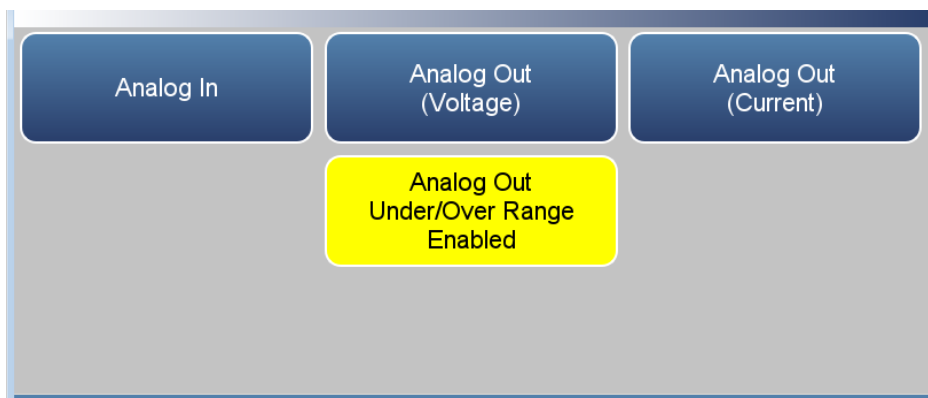 Analog In
Analog Out
(Voltage)
Analog Out
(Current)
Analog Out
Under/Over Range
Enabled